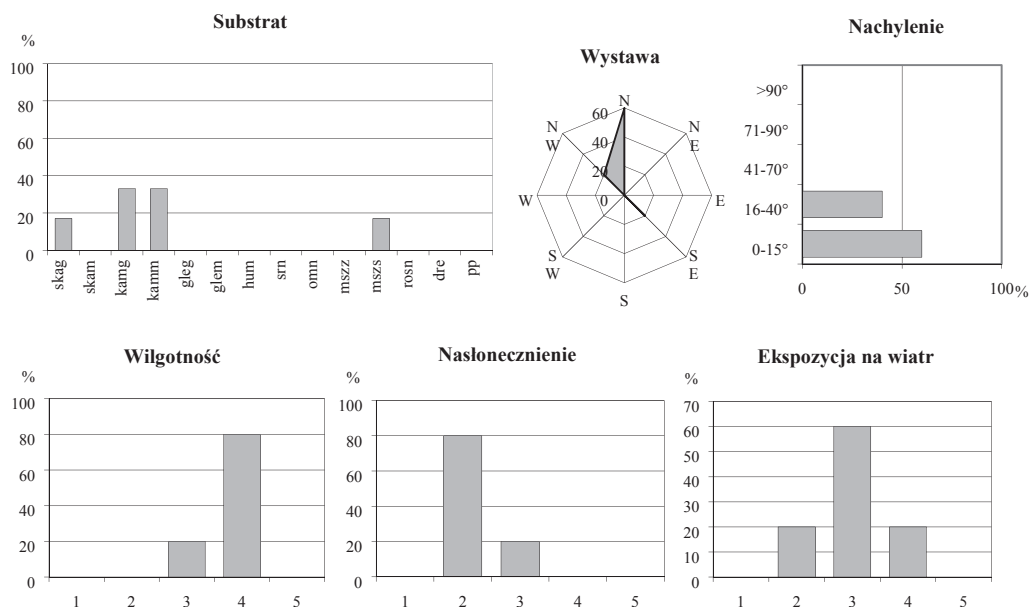 Substrat
%
100
80
60
40
20
0
skag
skam
kamg
kamm
gleg
glem
hum
srn
omn
mszz
mszs
rosn
dre
pp
Wystawa
N
N E
E
S E
S
S W
W
N W
60
40
20
0
Nachylenie
>90°
71-90°
41-70°
16-40°
0-15°
0 50 100%
Wilgotność
%
100
80
60
40
20
0
1 2 3 4 5
Nasłonecznienie
%
100
80
60
40
20
0
1 2 3 4 5
Ekspozycja na wiatr
%
70
60
50
40
30
20
10
0
1 2 3 4 5